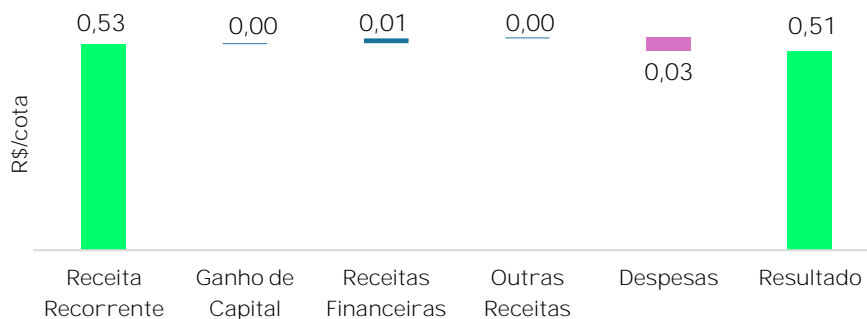 0,53
0,00
0,01
0,00
0,03
0,51
R$/cota
Receita
Recorrente
Ganho de
Capital
Receitas
Financeiras
Outras
Receitas
Despesas
Resultado